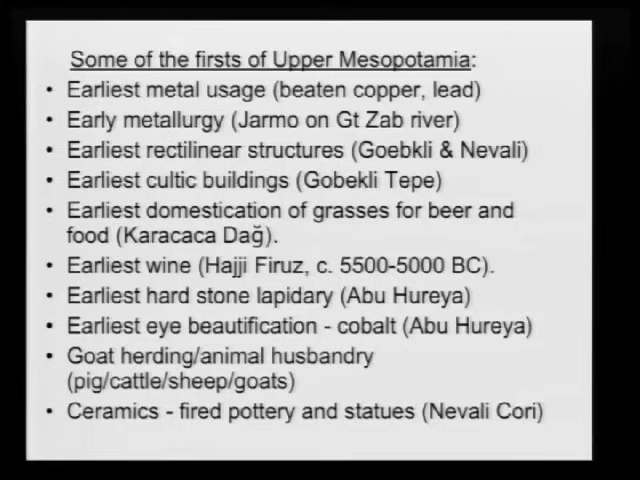 Some of the firsts of Upper Mesopotamia:
• Earliest metal usage (beaten copper, lead)
• Early metallurgy (Jarmo on Gt Zab river)
• Earliest rectilinear structures (Goebkli & Nevali)
• Earliest cultic buildings (Gobekli Tepe)
• Earliest domestication of grasses for beer and
food (Karacaca Dağ).
• Earliest wine (Hajji Firuz, c. 5500-5000 BC).
• Earliest hard stone lapidary (Abu Hureya)
• Earliest eye beautification - cobalt (Abu Hureya)
• Goat herding/animal husbandry
(pig/cattle/sheep/goats)
• Ceramics - fired pottery and statues (Nevali Cori)